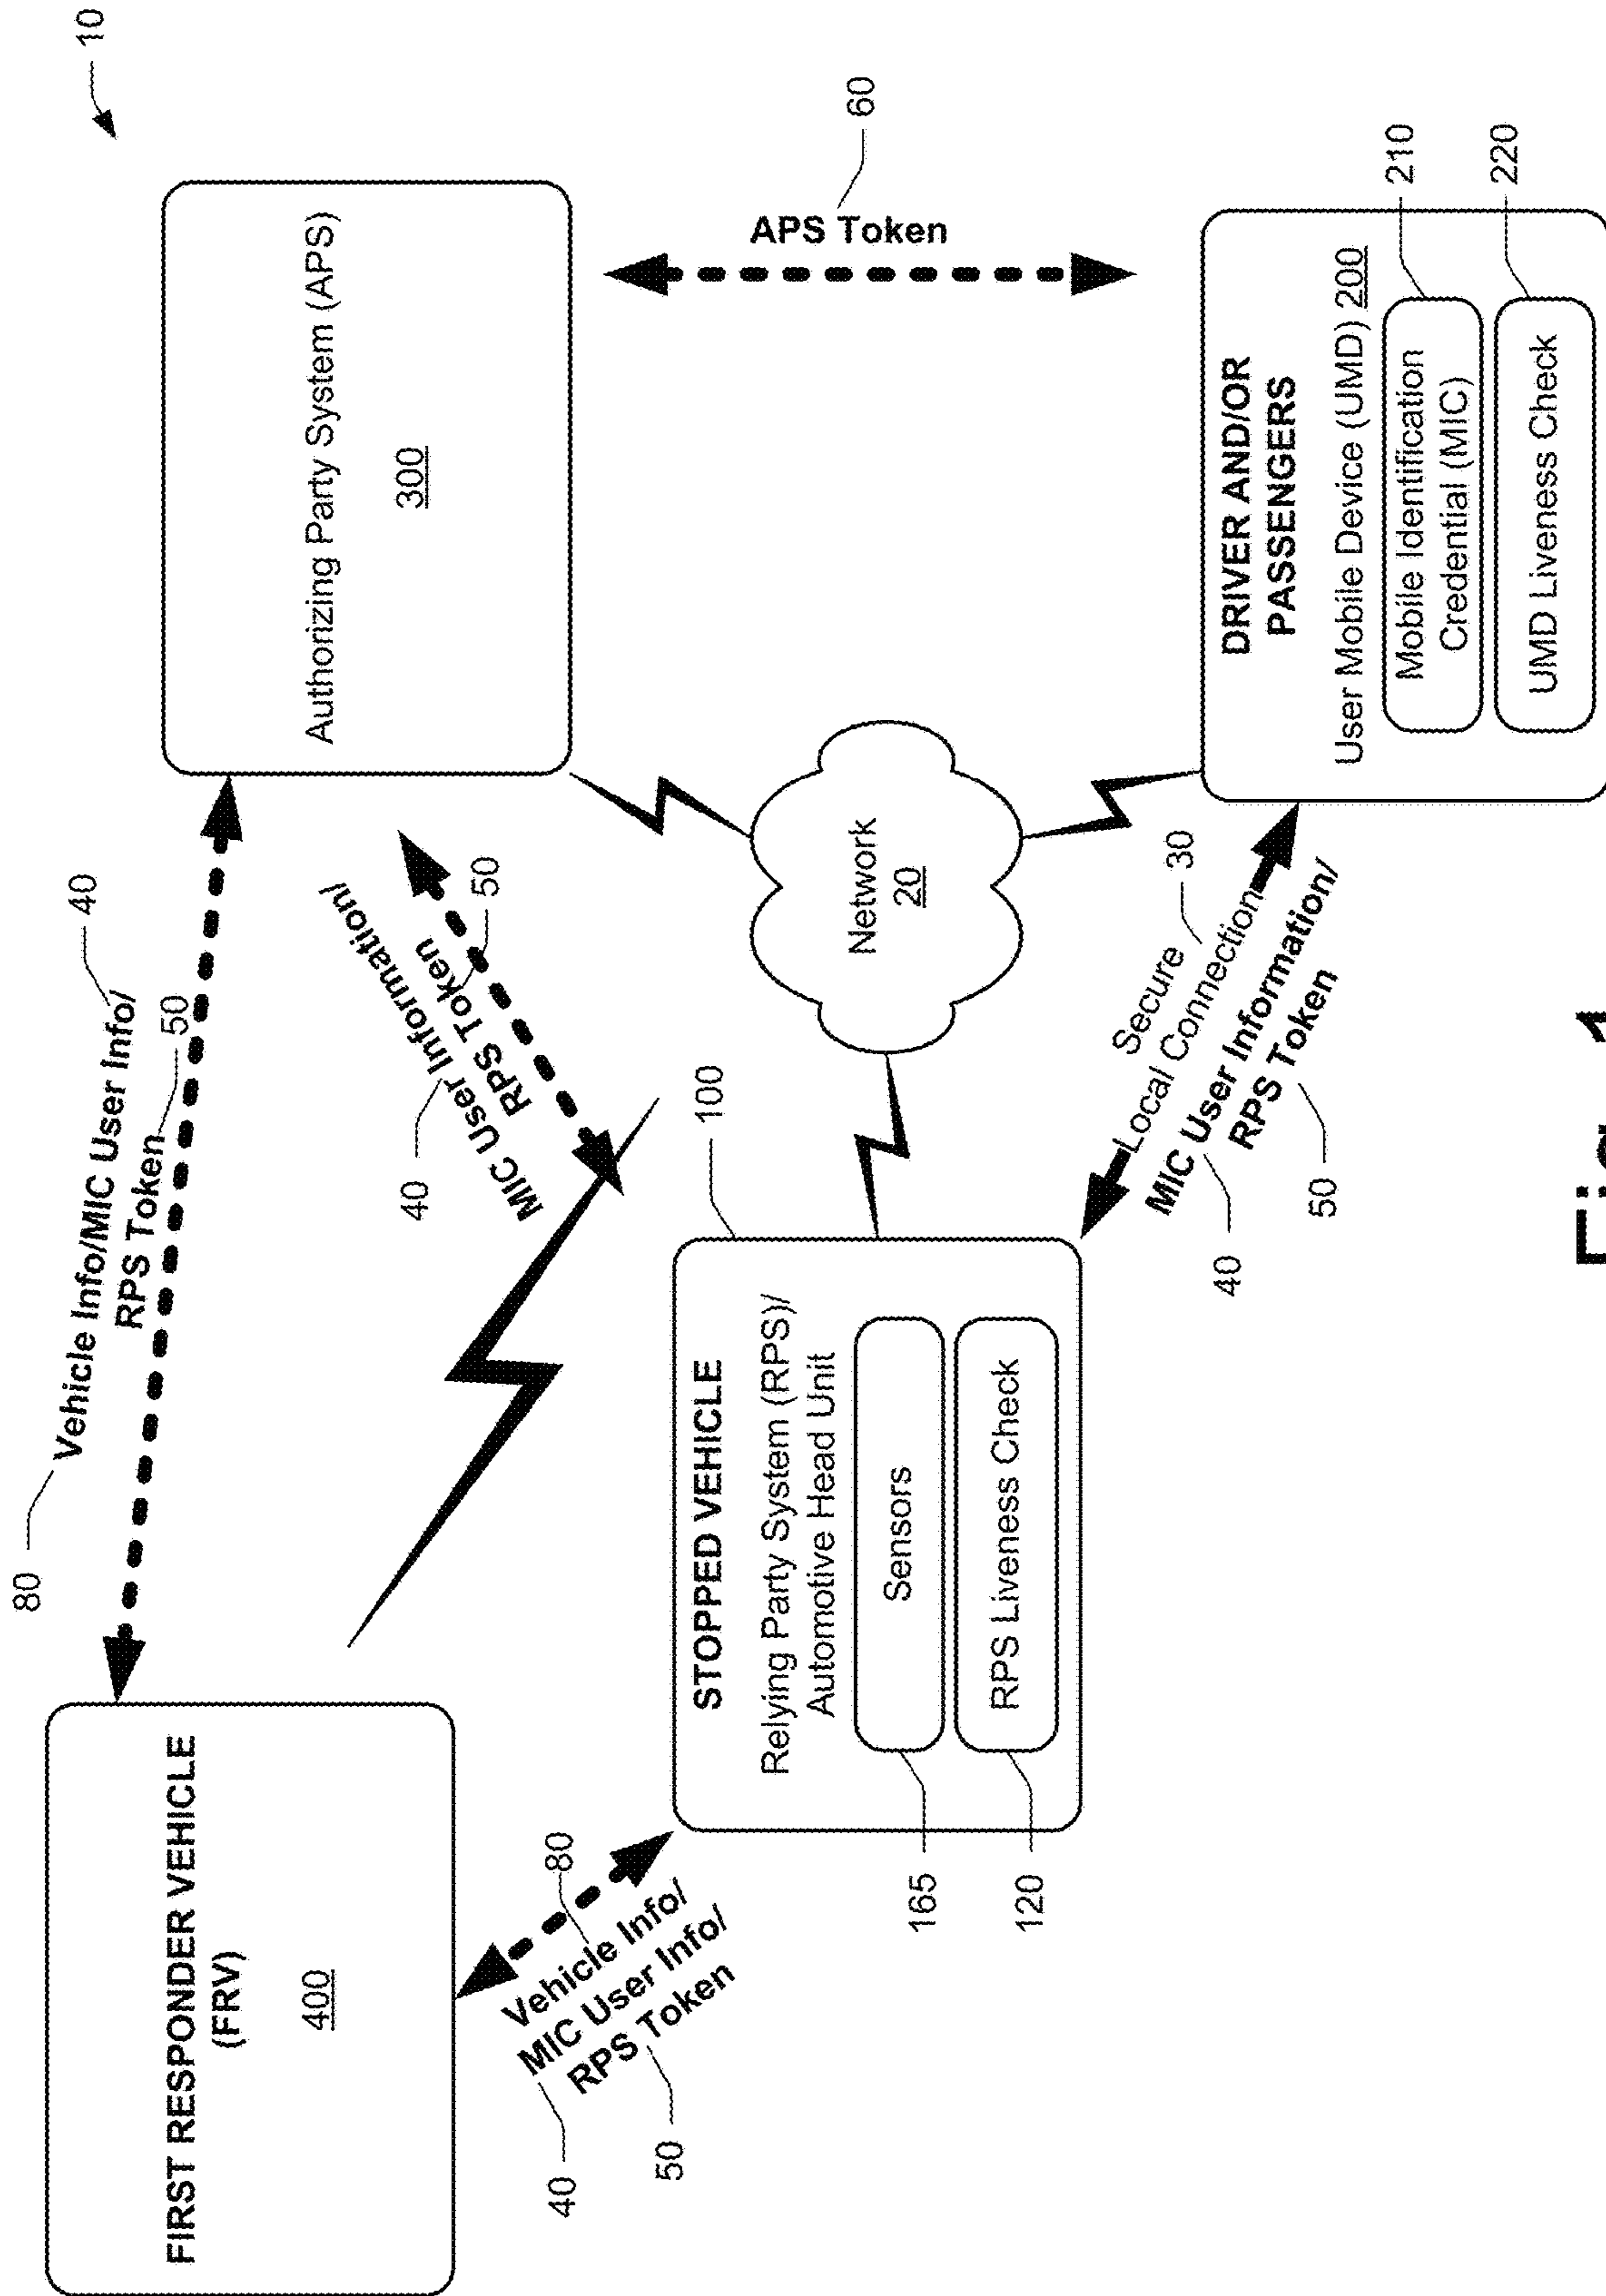 10
80
Vehicle Info/MIC User Info/
40
RPS Token
50
FIRST RESPONDER VEHICLE
(FRV)
400
Authorizing Party System (APS)
300
40
MIC User Information/
RPS Token
50
80
Vehicle Info/
MIC User Info/
RPS Token
40
50
APS Token
60
Network
20
100
STOPPED VEHICLE
Relying Party System (RPS)/
Automotive Head Unit
Sensors
RPS Liveness Check
165
120
Secure
Local Connection
30
MIC User Information/
RPS Token
40
50
DRIVER AND/OR
PASSENGERS
User Mobile Device (UMD) 200
Mobile Identification
Credential (MIC)
UMD Liveness Check
210
220
Fig. 1